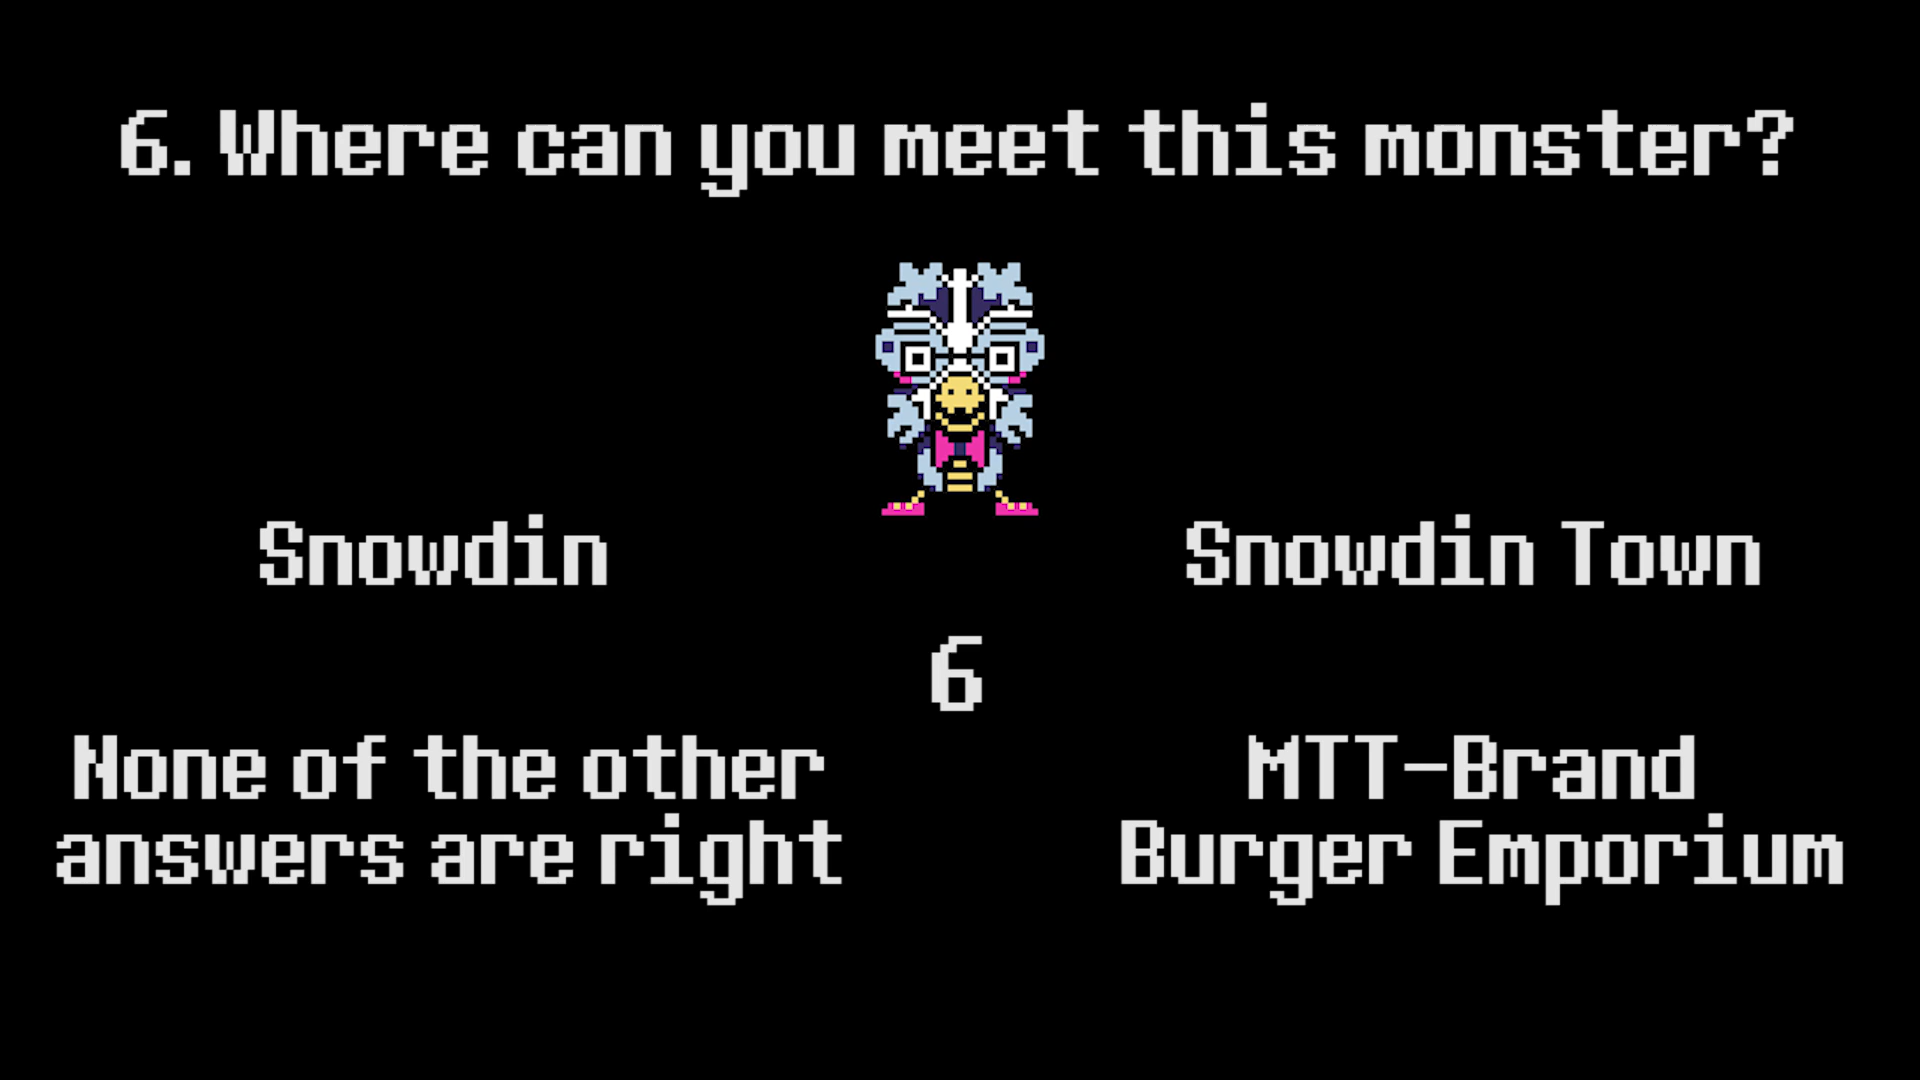 6. Where can you meet this monster?
Snowdin
Snowdin Town
6
None of the other
answers are right
MTT-Brand
Burger Emporium